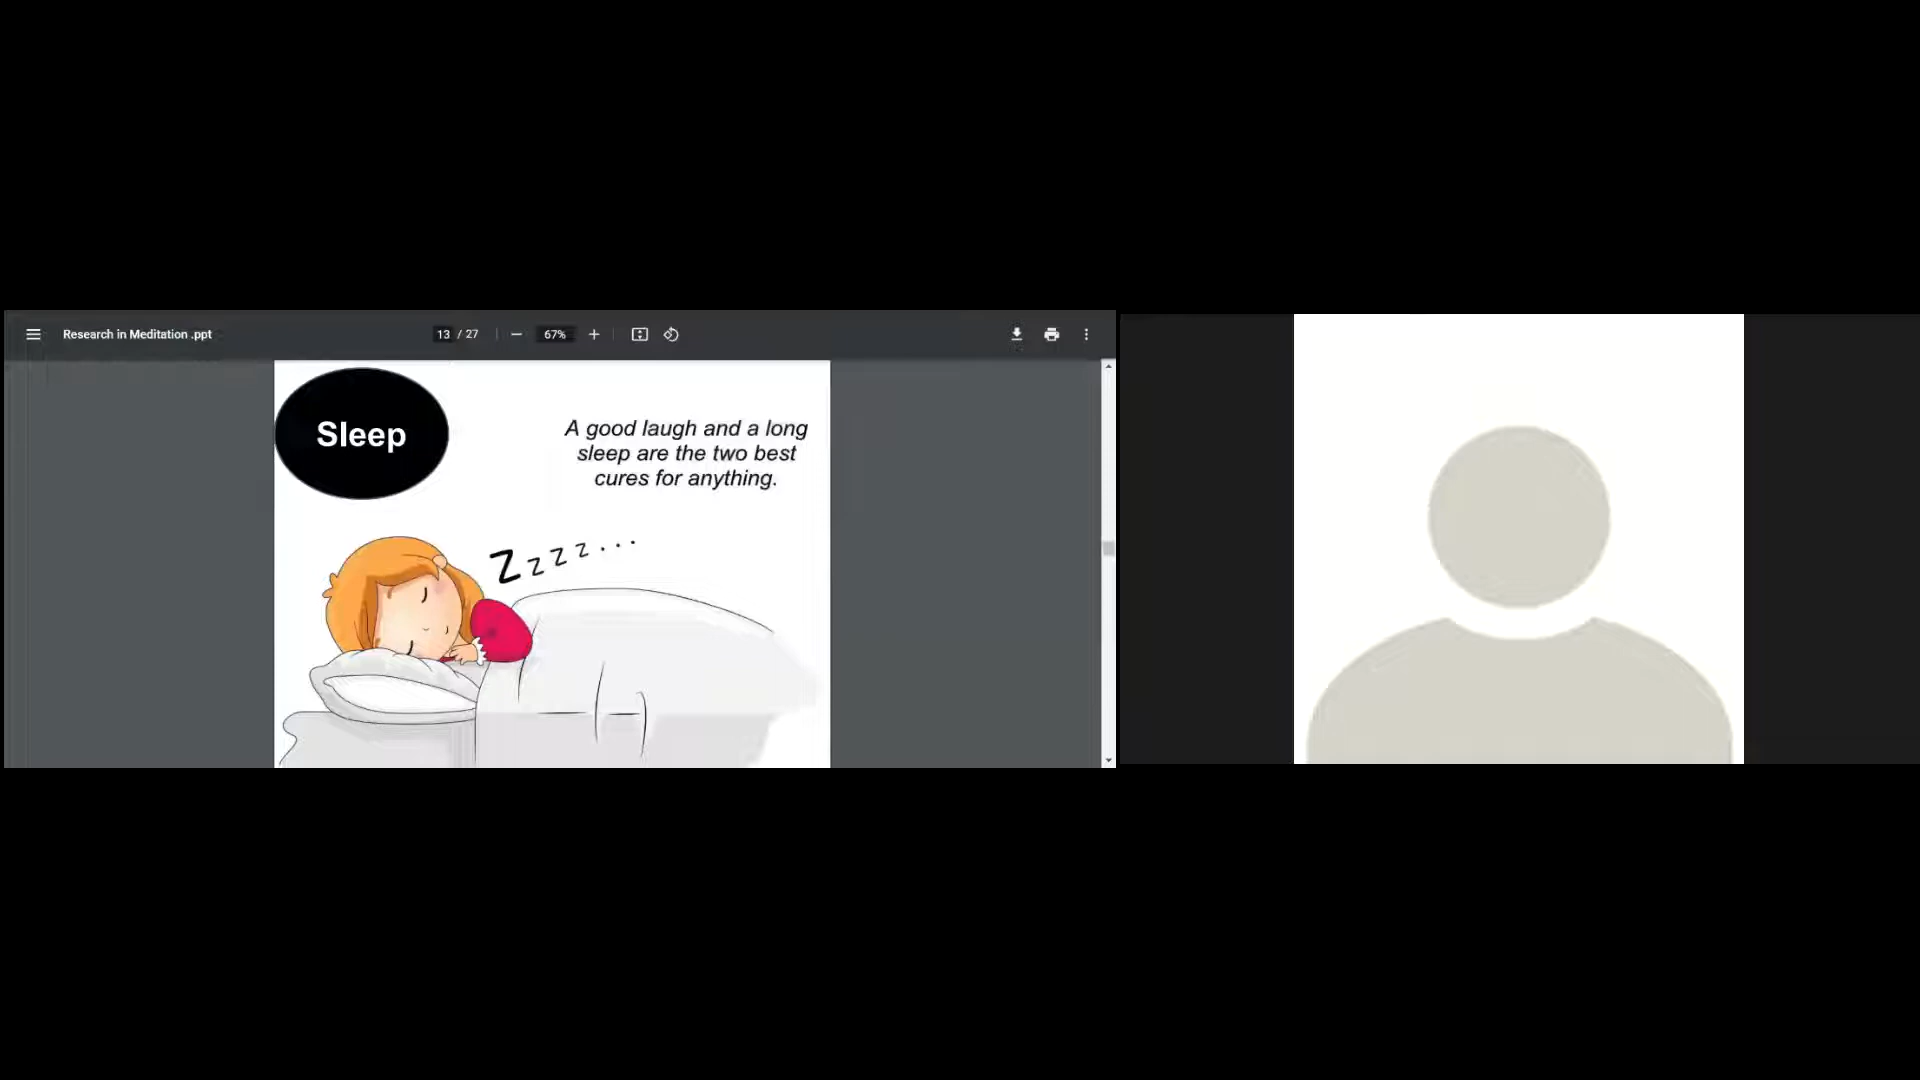 Research in Meditation .ppt
13 / 27
67%
Sleep
A good laugh and a long
sleep are the two best
cures for anything.
Zzzz...